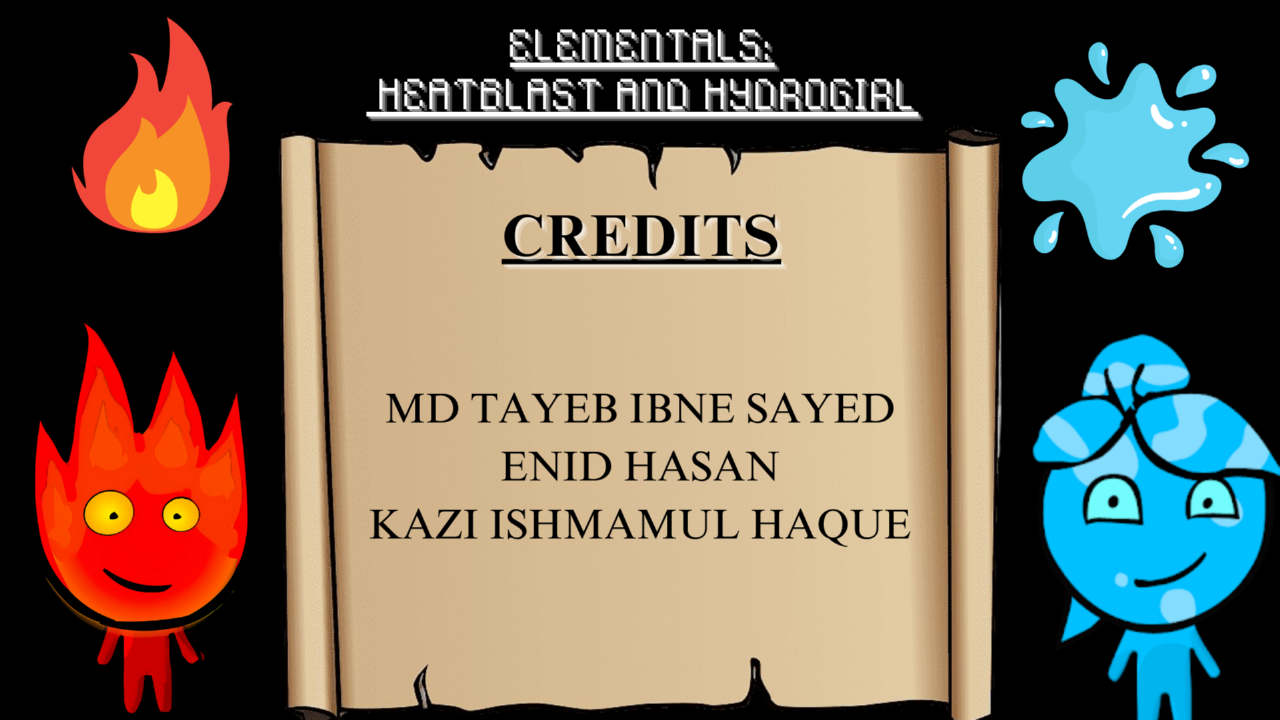 ELEMENTALS:
HEATBLAST AND HYDROGIRL
CREDITS
MD TAYEB IBNE SAYED
ENID HASAN
KAZI ISHMAMUL HAQUE